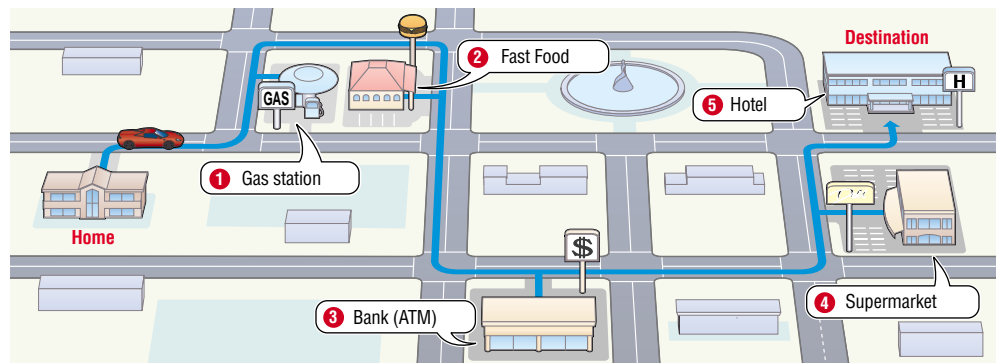 Destination
2 Fast Food
5 Hotel
H
GAS
1 Gas station
Home
$
3 Bank (ATM)
4 Supermarket